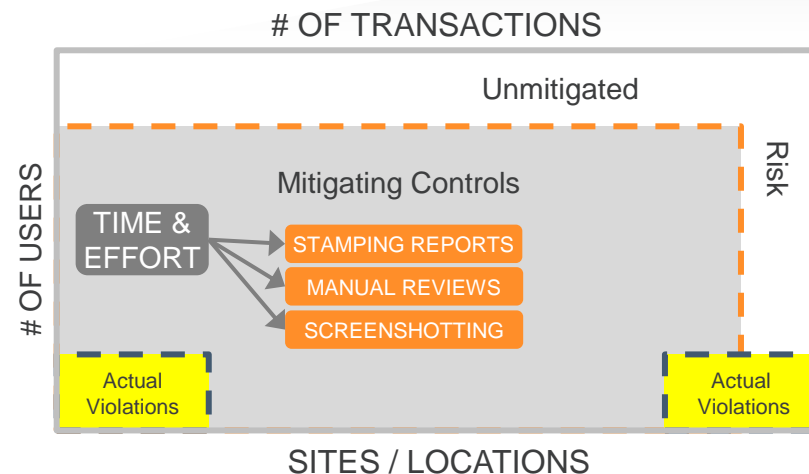 # OF TRANSACTIONS
Unmitigated
# OF USERS
Risk
Mitigating Controls
TIME &
EFFORT
STAMPING REPORTS
MANUAL REVIEWS
SCREENSHOTTING
Actual
Violations
Actual
Violations
SITES / LOCATIONS